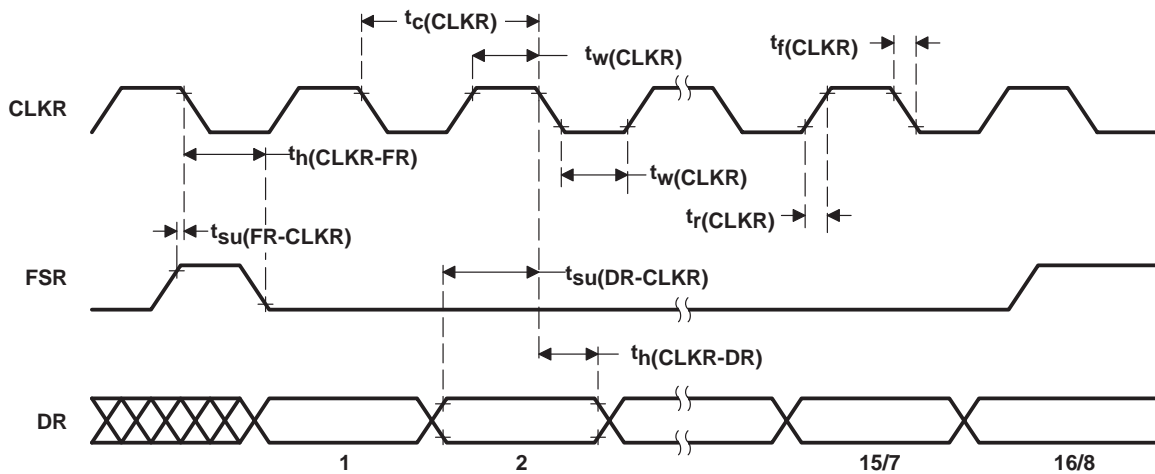 tc(CLKR)
tw(CLKR)
tf(CLKR)
CLKR
th(CLKR-FR)
tw(CLKR)
tr(CLKR)
tsu(FR-CLKR)
FSR
tsu(DR-CLKR)
th(CLKR-DR)
DR
1
2
15/7
16/8